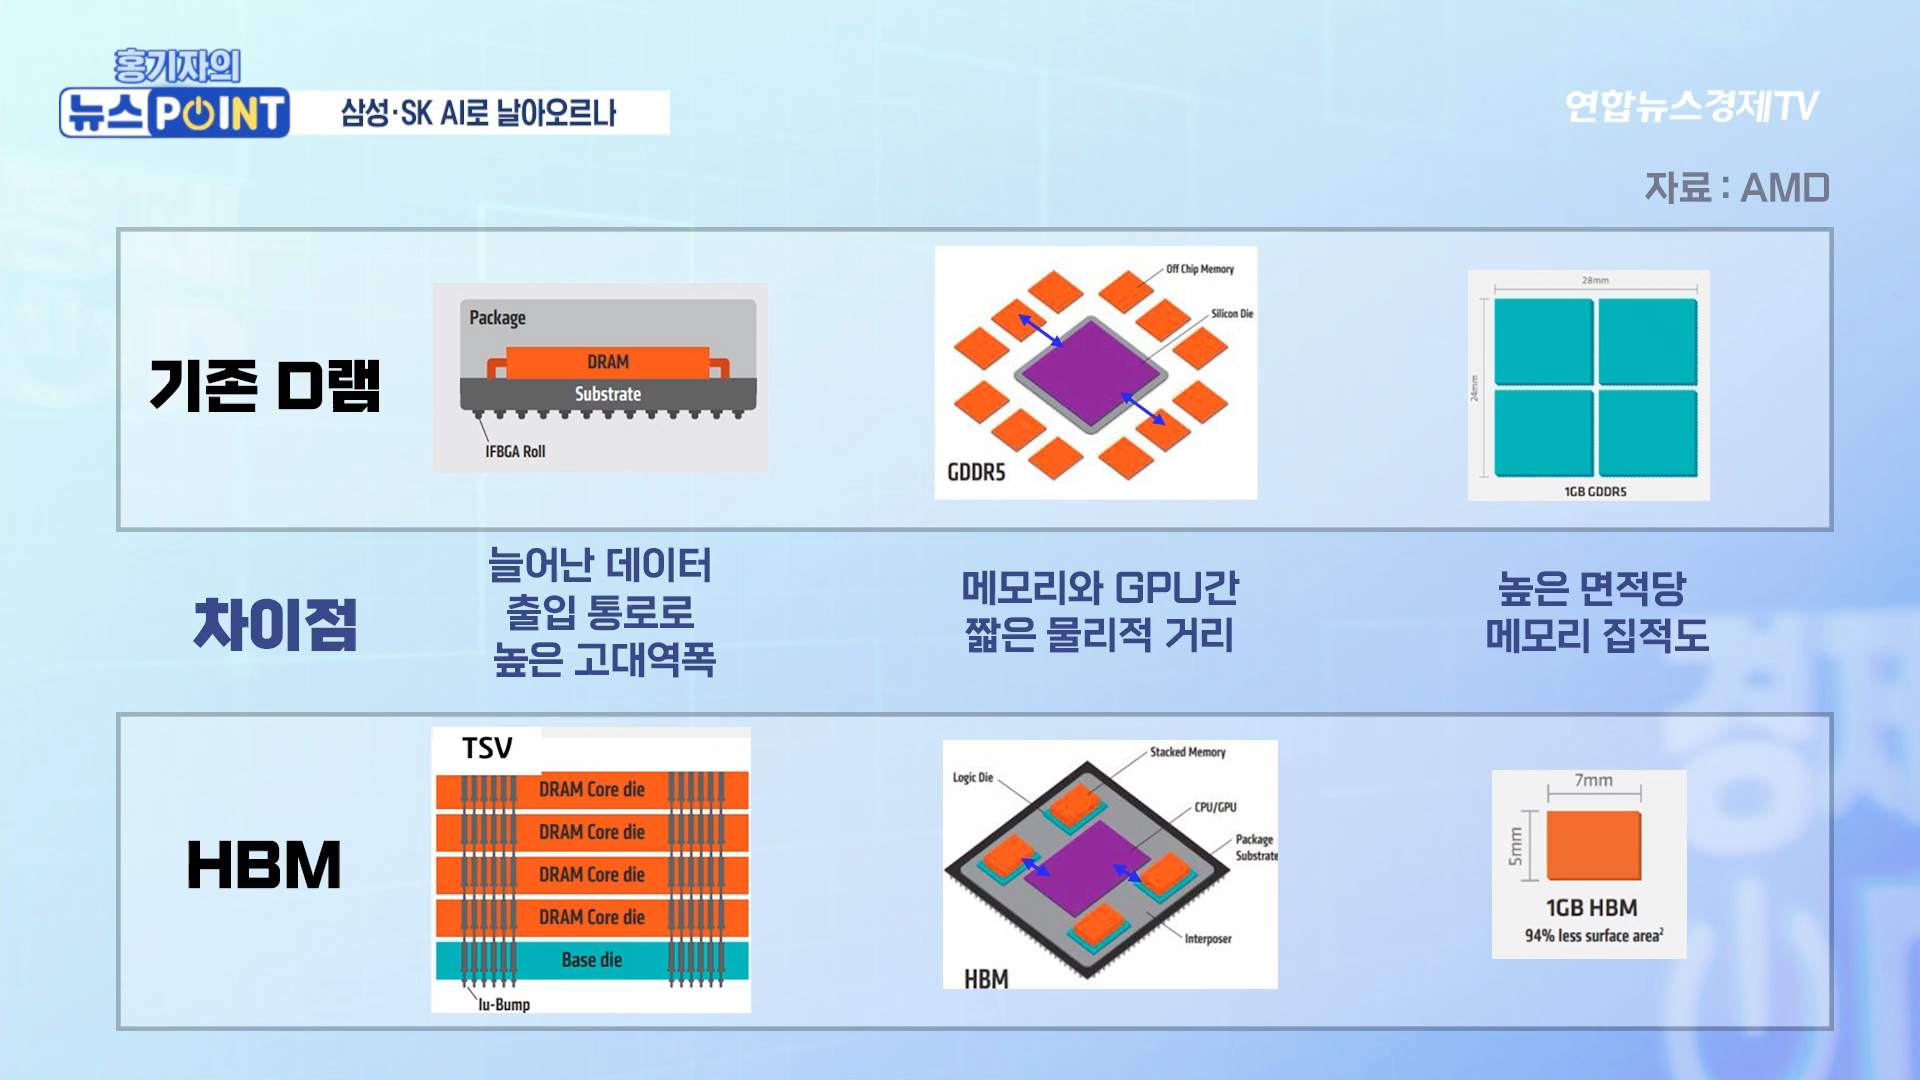 홍기자의
뉴스 POINT
삼성·SK AI로 날아오르나
연합뉴스경제TV
자료 : AMD
기존 D램
Package
DRAM
Substrate
IFBGA Roll
Off Chip Memory
Silicon Die
GDDR5
28mm
24mm
1GB GDDR5
차이점
늘어난 데이터
출입 통로로
높은 고대역폭
메모리와 GPU간
짧은 물리적 거리
높은 면적당
메모리 집적도
HBM
TSV
DRAM Core die
DRAM Core die
DRAM Core die
DRAM Core die
Base die
Iu-Bump
Stacked Memory
Logic Die
CPU/GPU
Package
Substrate
Interposer
HBM
7mm
5mm
1GB HBM
94% less surface area²